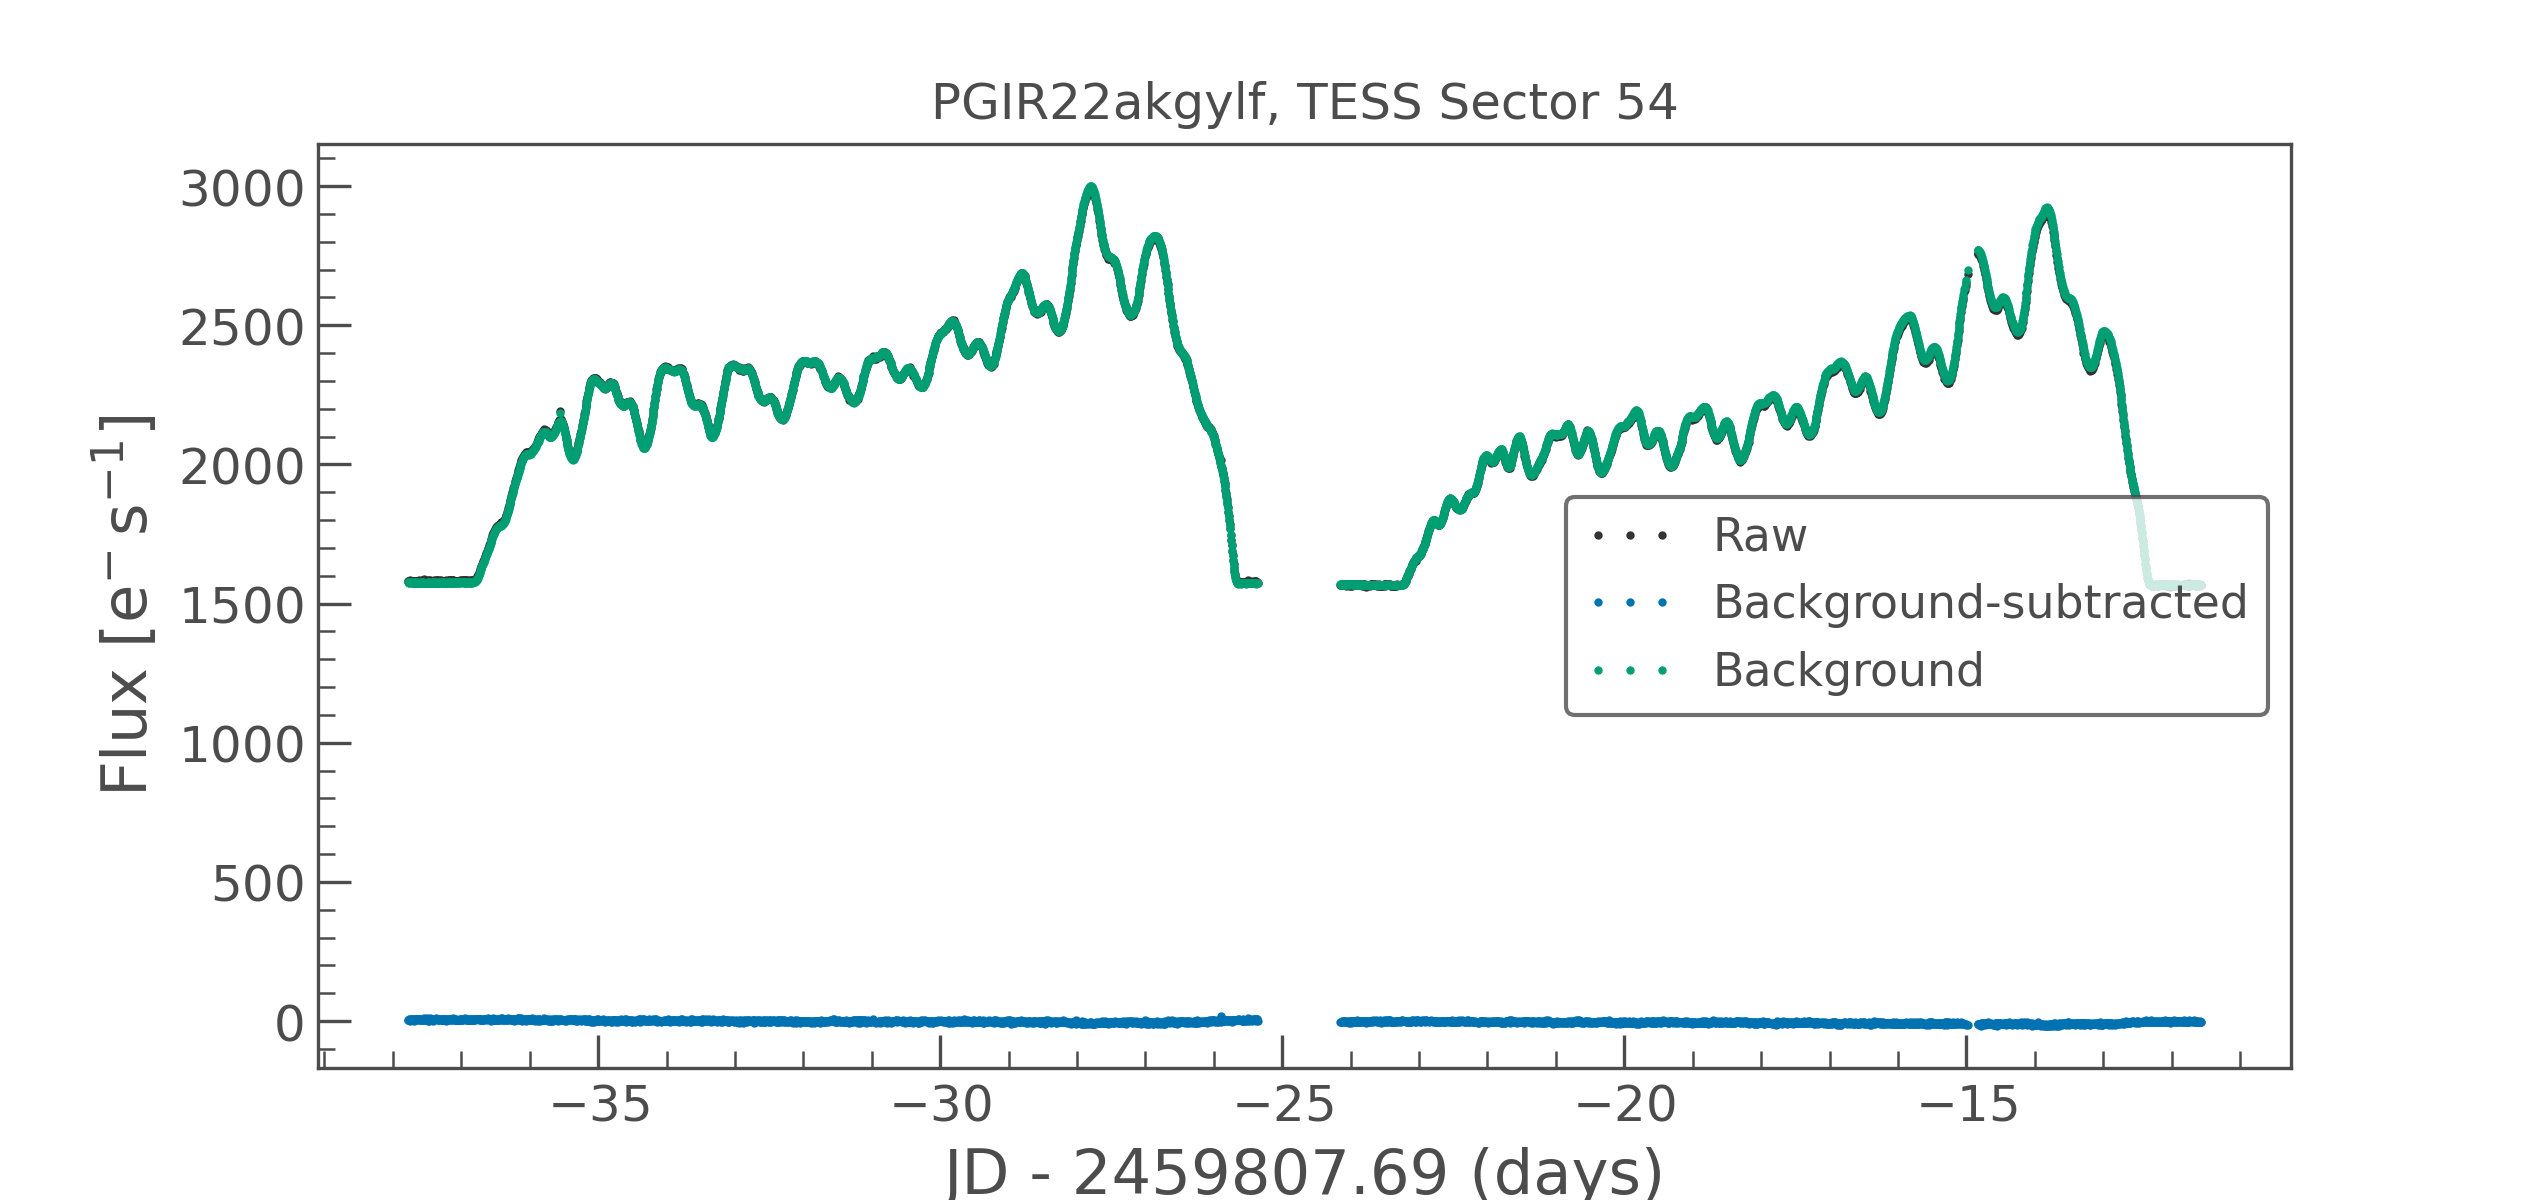 PGIR22akgylf, TESS Sector 54
3000
2500
2000
1500
1000
500
0
Flux [e⁻ s⁻¹]
Raw
Background-subtracted
Background
−35 −30 −25 −20 −15
JD - 2459807.69 (days)